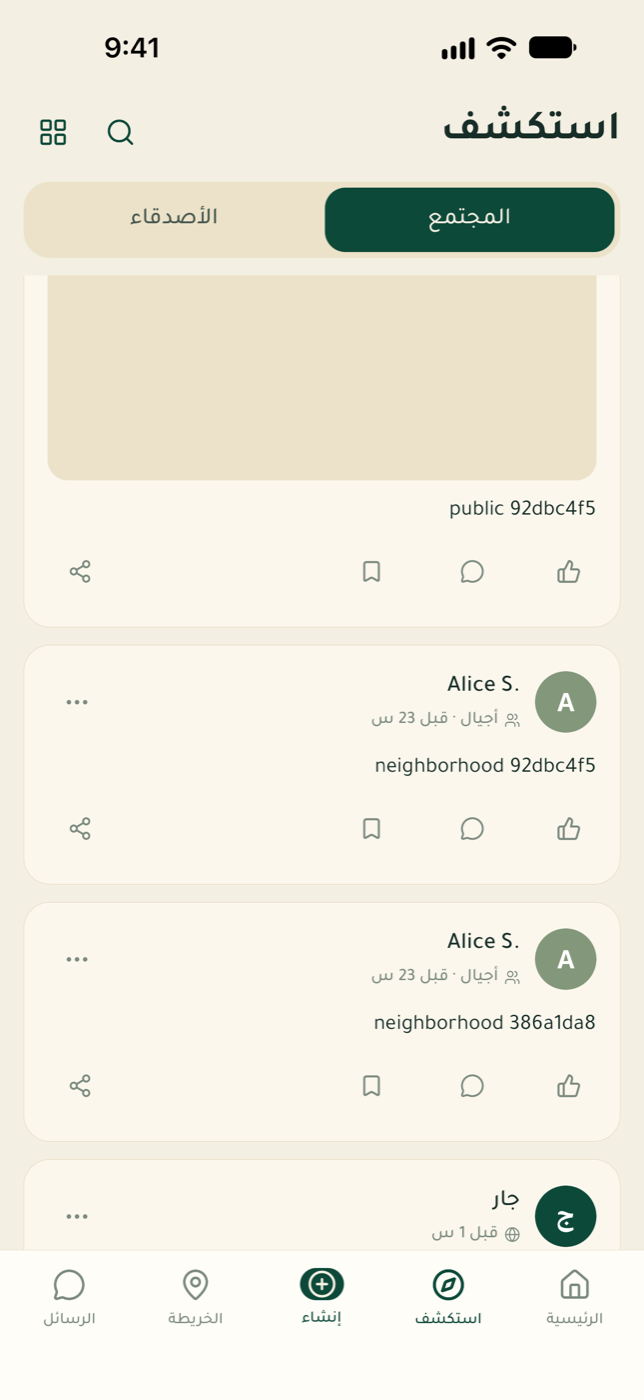 9:41
استكشف
المجتمع
الأصدقاء
public 92dbc4f5
Alice S.
أجيال · قبل 23 س
neighborhood 92dbc4f5
Alice S.
أجيال · قبل 23 س
neighborhood 386a1da8
جار
قبل 1 س
A
A
ج
الرئيسية
استكشف
إنشاء
الخريطة
الرسائل